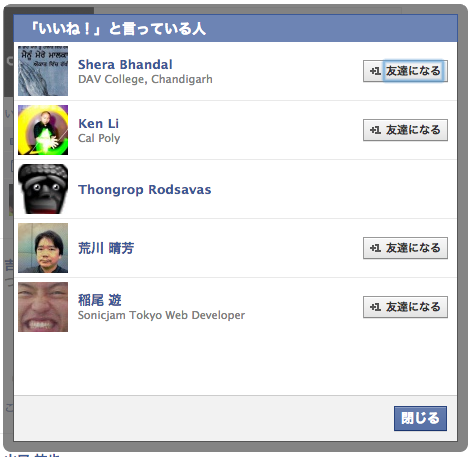 「いいね！」と言っている人
Shera Bhandal
DAV College, Chandigarh
+1 友達になる
Ken Li
Cal Poly
+1 友達になる
Thongrop Rodsavas
荒川 晴芳
+1 友達になる
稲尾 遊
Sonicjam Tokyo Web Developer
+1 友達になる
閉じる